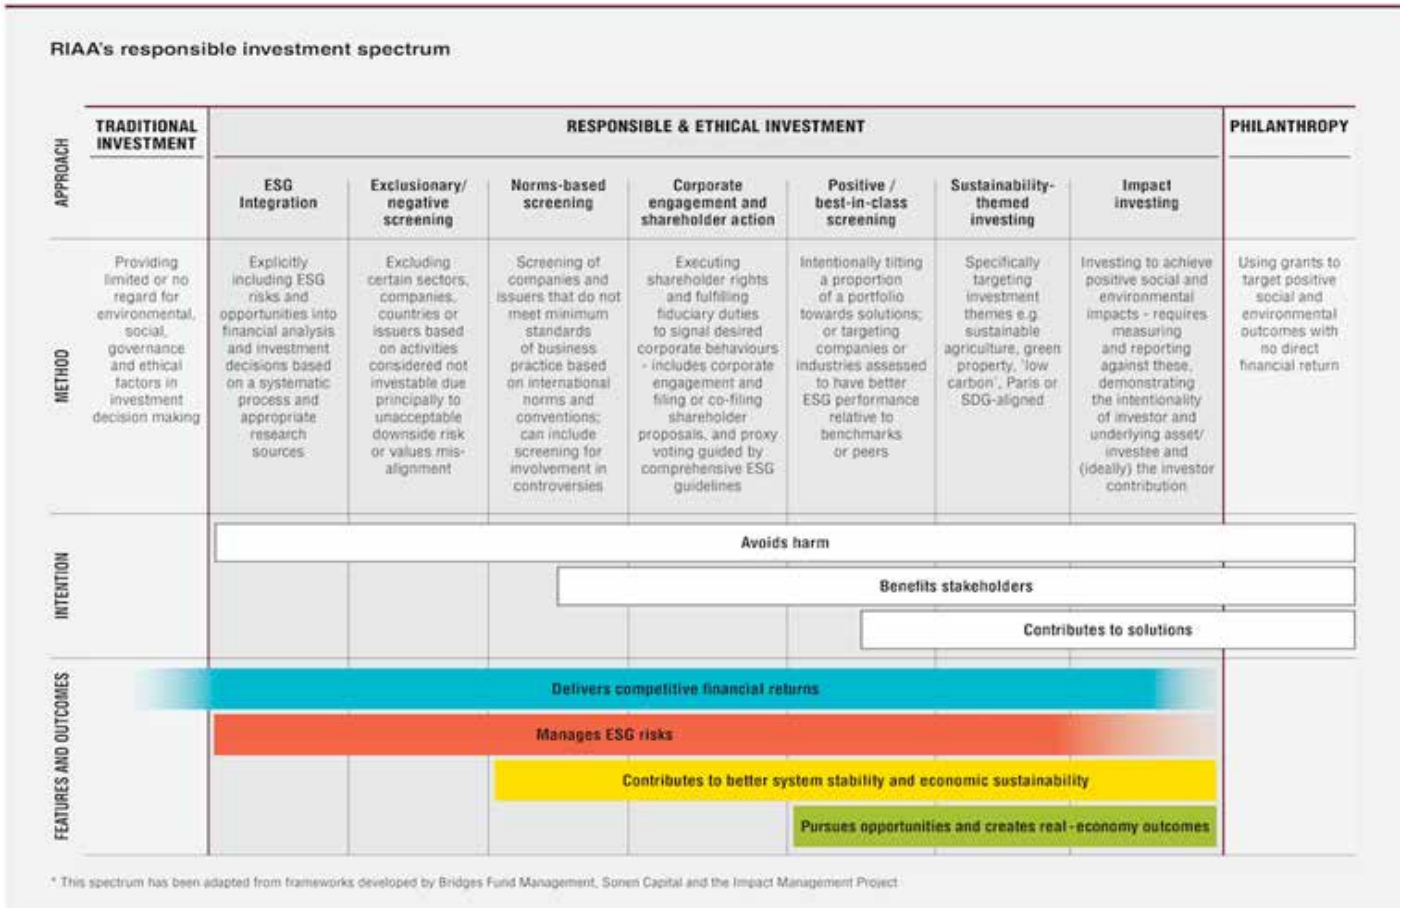 RIAA's responsible investment spectrum
APPROACH
TRADITIONAL
INVESTMENT
RESPONSIBLE & ETHICAL INVESTMENT
PHILANTHROPY
ESG
Integration
Exclusionary/
negative
screening
Norms-based
screening
Corporate
engagement and
shareholder action
Positive /
best-in-class
screening
Sustainability-
themed
investing
Impact
investing
METHOD
Providing
limited or no
regard for
environmental,
social,
governance
and ethical
factors in
investment
decision making
Explicitly
including ESG
risks and
opportunities into
financial analysis
and investment
decisions based
on a systematic
process and
appropriate
research
sources
Excluding
certain sectors,
companies,
countries or
issuers based
on activities
considered not
investable due
principally to
unacceptable
downside risk
or values mis-
alignment
Screening of
companies and
issuers that do not
meet minimum
standards
of business
practice based
on international
norms and
conventions;
can include
screening for
involvement in
controversies
Executing
shareholder rights
and fulfilling
fiduciary duties
to signal desired
corporate behaviours
- includes corporate
engagement and
filing or co-filing
shareholder
proposals, and proxy
voting guided by
comprehensive ESG
guidelines
Intentionally tilting
a proportion
of a portfolio
towards solutions;
or targeting
companies or
industries assessed
to have better
ESG performance
relative to
benchmarks
or peers
Specifically
targeting
investment
themes e.g.
sustainable
agriculture, green
property, 'low
carbon', Paris or
SDG-aligned
Investing to achieve
positive social and
environmental
impacts - requires
measuring
and reporting
against these,
demonstrating
the intentionality
of investor and
underlying asset/
investee and
(ideally) the investor
contribution
Using grants to
target positive
social and
environmental
outcomes with
no direct
financial return
INTENTION
Avoids harm
Benefits stakeholders
Contributes to solutions
FEATURES AND OUTCOMES
Delivers competitive financial returns
Manages ESG risks
Contributes to better system stability and economic sustainability
Pursues opportunities and creates real-economy outcomes
* This spectrum has been adapted from frameworks developed by Bridges Fund Management, Sonen Capital and the Impact Management Project